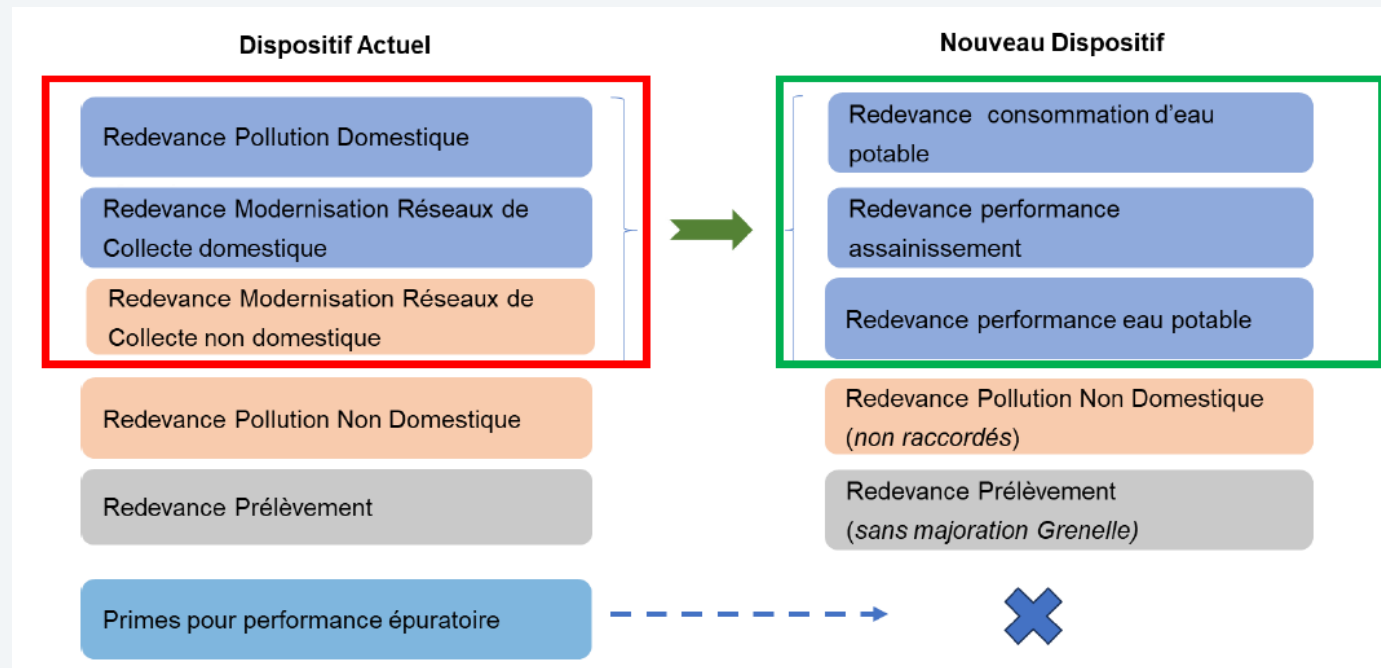 Dispositif Actuel
Redevance Pollution Domestique
Redevance Modernisation Réseaux de
Collecte domestique
Redevance Modernisation Réseaux de
Collecte non domestique
Redevance Pollution Non Domestique
Redevance Prélèvement
Primes pour performance épuratoire
Nouveau Dispositif
Redevance consommation d'eau
potable
Redevance performance
assainissement
Redevance performance eau potable
Redevance Pollution Non Domestique
(non raccordés)
Redevance Prélèvement
(sans majoration Grenelle)